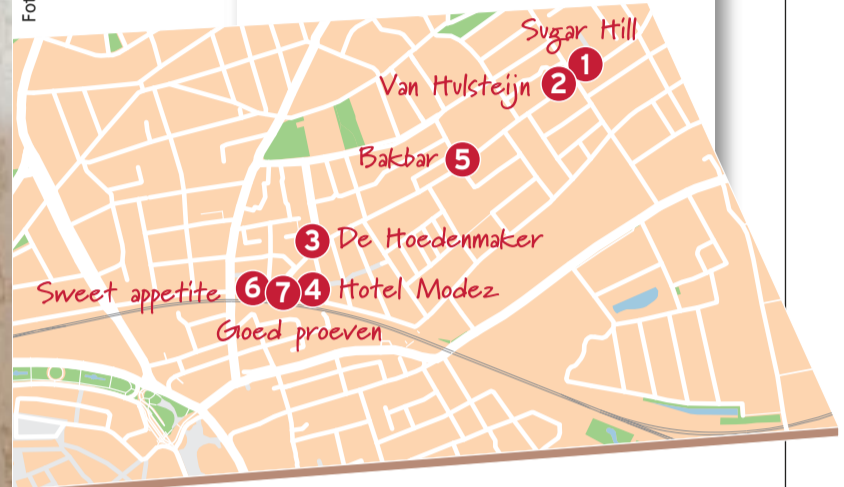 Fot
Sugar Hill
1
Van Hulsteijn 2
Bakbar 5
3 De Hoedenmaker
Sweet appetite 6 7 4 Hotel Modez
Goed proeven